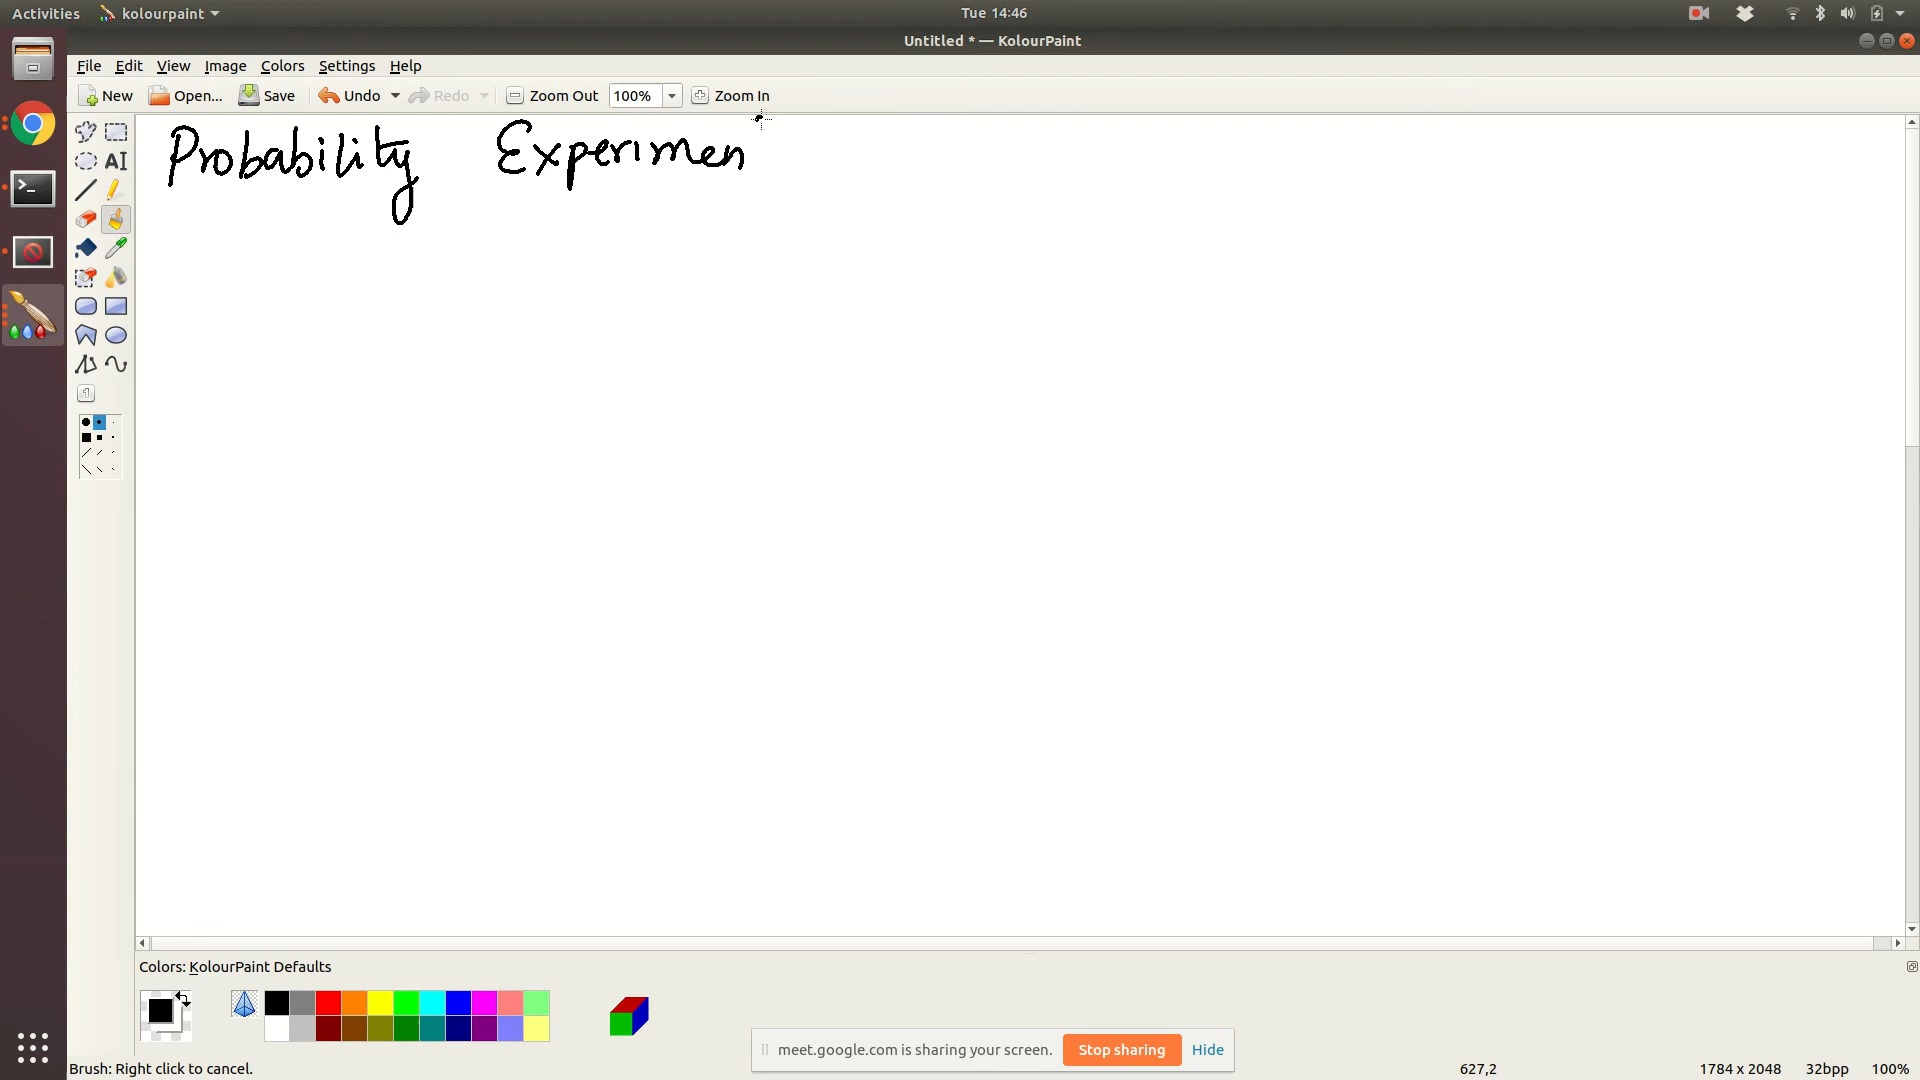 Activities kolourpaint Tue 14:46
Untitled * — KolourPaint
File Edit View Image Colors Settings Help
New Open... Save Undo Redo Zoom Out 100% Zoom In
Probability Experimen
AI
Colors: KolourPaint Defaults
meet.google.com is sharing your screen. Stop sharing Hide
Brush: Right click to cancel. 627,2 1784 x 2048 32bpp 100%